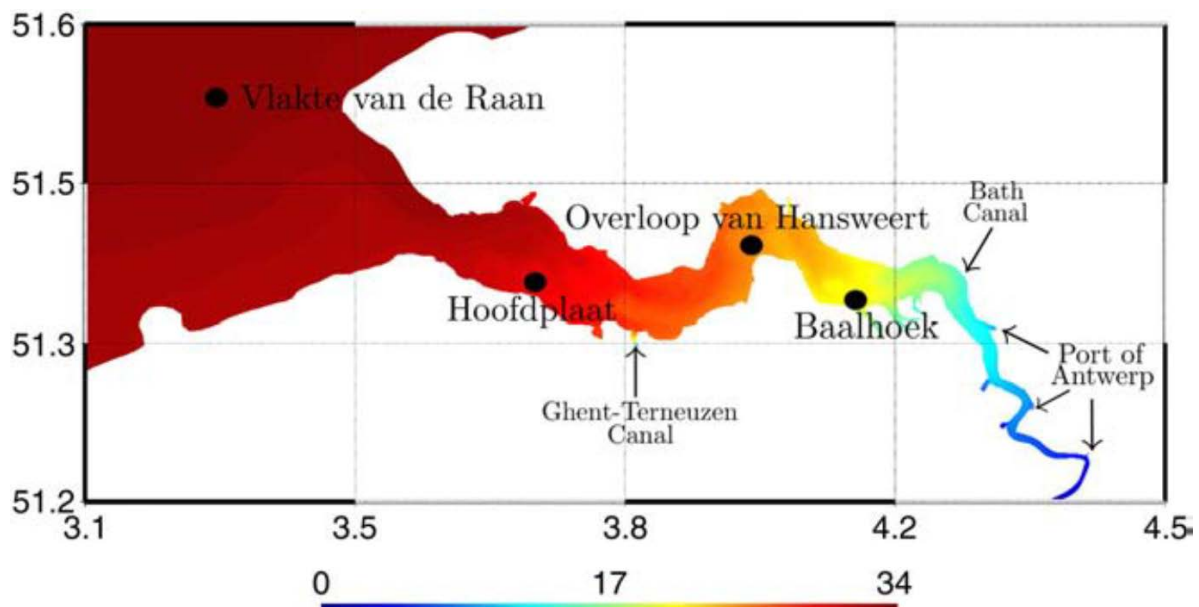 51.6
Vlakte van de Raan
51.5
Bath
Canal
Overloop van Hansweert
Hoofdplaat
Baalhoek
51.3
Port of
Antwerp
Ghent-Terneuzen
Canal
51.2
3.1 3.5 3.8 4.2 4.5
0 17 34